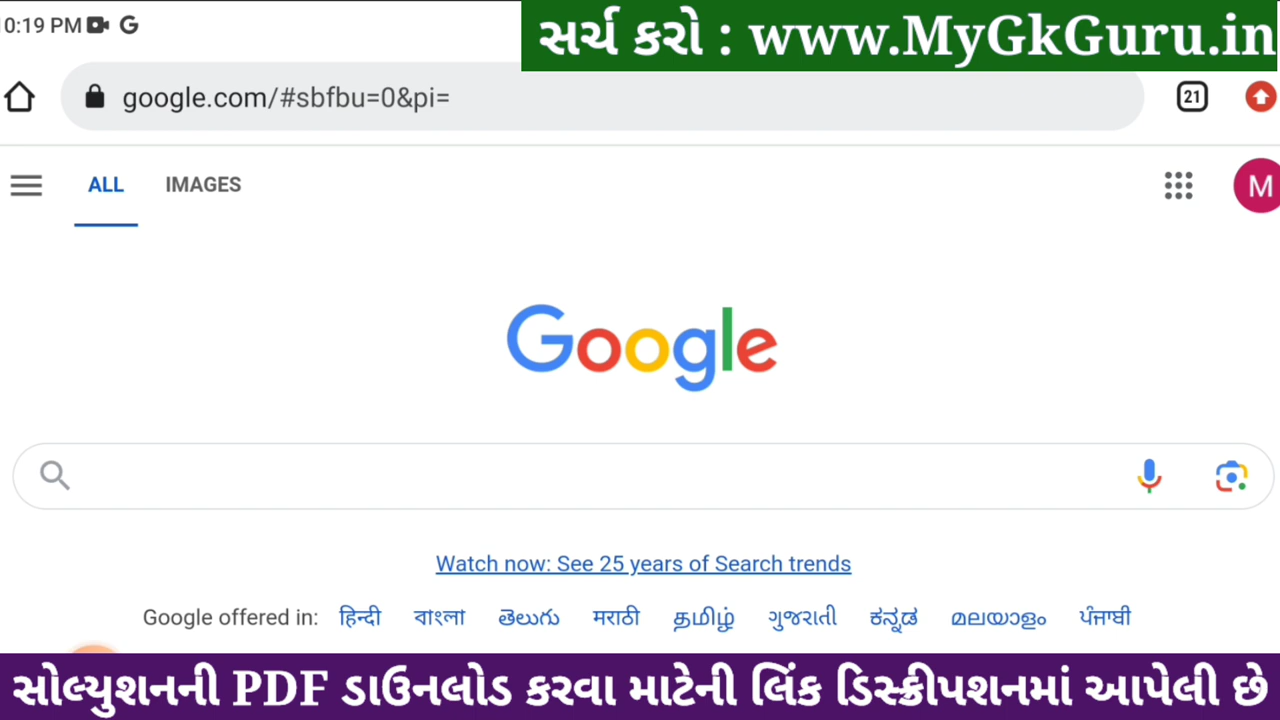 0:19 PM G
સર્ચ કરો : www.MyGkGuru.in
google.com/#sbfbu=0&pi=
21
ALL IMAGES
M
Google
Watch now: See 25 years of Search trends
Google offered in: हिन्दी বাংলা తెలుగు मराठी தமிழ் ગુજરાતી ಕನ್ನಡ മലയാളം ਪੰਜਾਬੀ
સોલ્યુશનની PDF ડાઉનલોડ કરવા માટેની લિંક ડિસ્ક્રીપશનમાં આપેલી છે